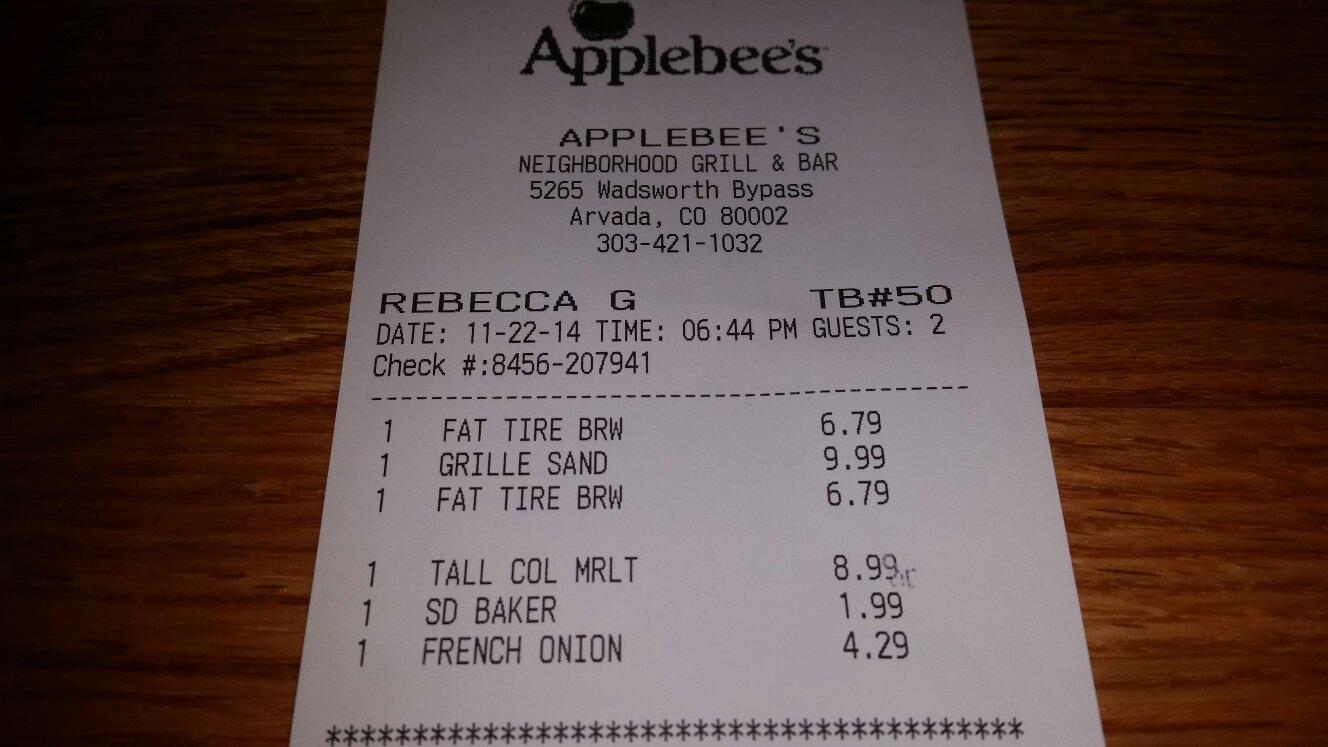 Applebee's
APPLEBEE'S
NEIGHBORHOOD GRILL & BAR
5265 Wadsworth Bypass
Arvada, CO 80002
303-421-1032
REBECCA G TB#50
DATE: 11-22-14 TIME: 06:44 PM GUESTS: 2
Check #:8456-207941
----------------------------------------
1 FAT TIRE BRW 6.79
1 GRILLE SAND 9.99
1 FAT TIRE BRW 6.79
1 TALL COL MRLT 8.99
1 SD BAKER 1.99
1 FRENCH ONION 4.29
****************************************